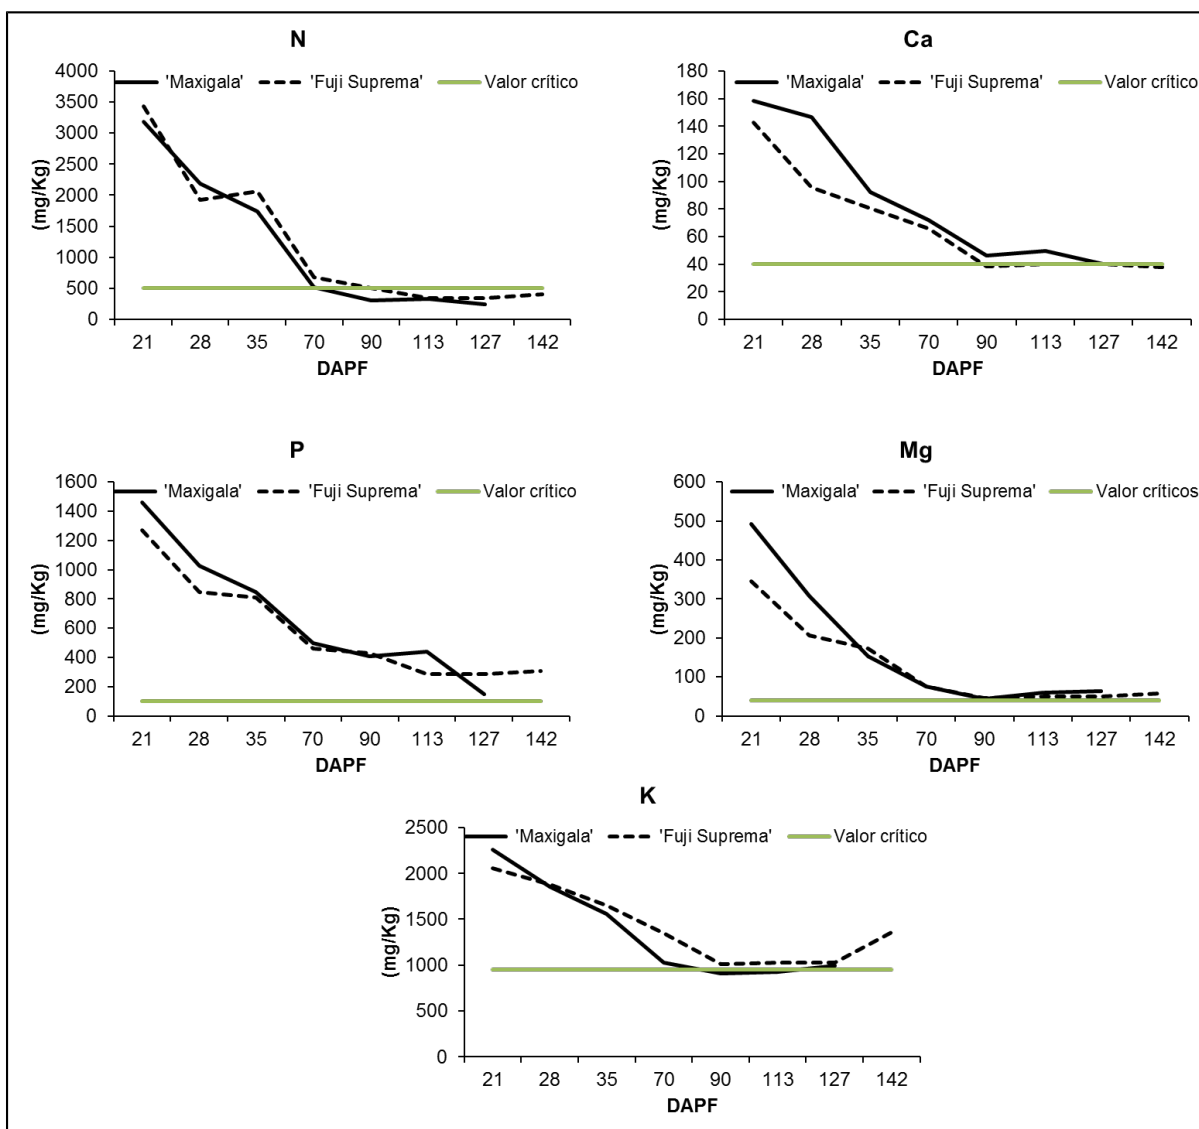 N
'Maxigala' 'Fuji Suprema' Valor crítico
4000
3500
3000
2500
2000
1500
1000
500
0
(mg/Kg)
21 28 35 70 90 113 127 142
DAPF
Ca
'Maxigala' 'Fuji Suprema' Valor crítico
180
160
140
120
100
80
60
40
20
0
(mg/Kg)
21 28 35 70 90 113 127 142
DAPF
P
'Maxigala' 'Fuji Suprema' Valor crítico
1600
1400
1200
1000
800
600
400
200
0
(mg/Kg)
21 28 35 70 90 113 127 142
DAPF
Mg
'Maxigala' 'Fuji Suprema' Valor críticos
600
500
400
300
200
100
0
(mg/Kg)
21 28 35 70 90 113 127 142
DAPF
K
'Maxigala' 'Fuji Suprema' Valor crítico
2500
2000
1500
1000
500
0
(mg/Kg)
21 28 35 70 90 113 127 142
DAPF